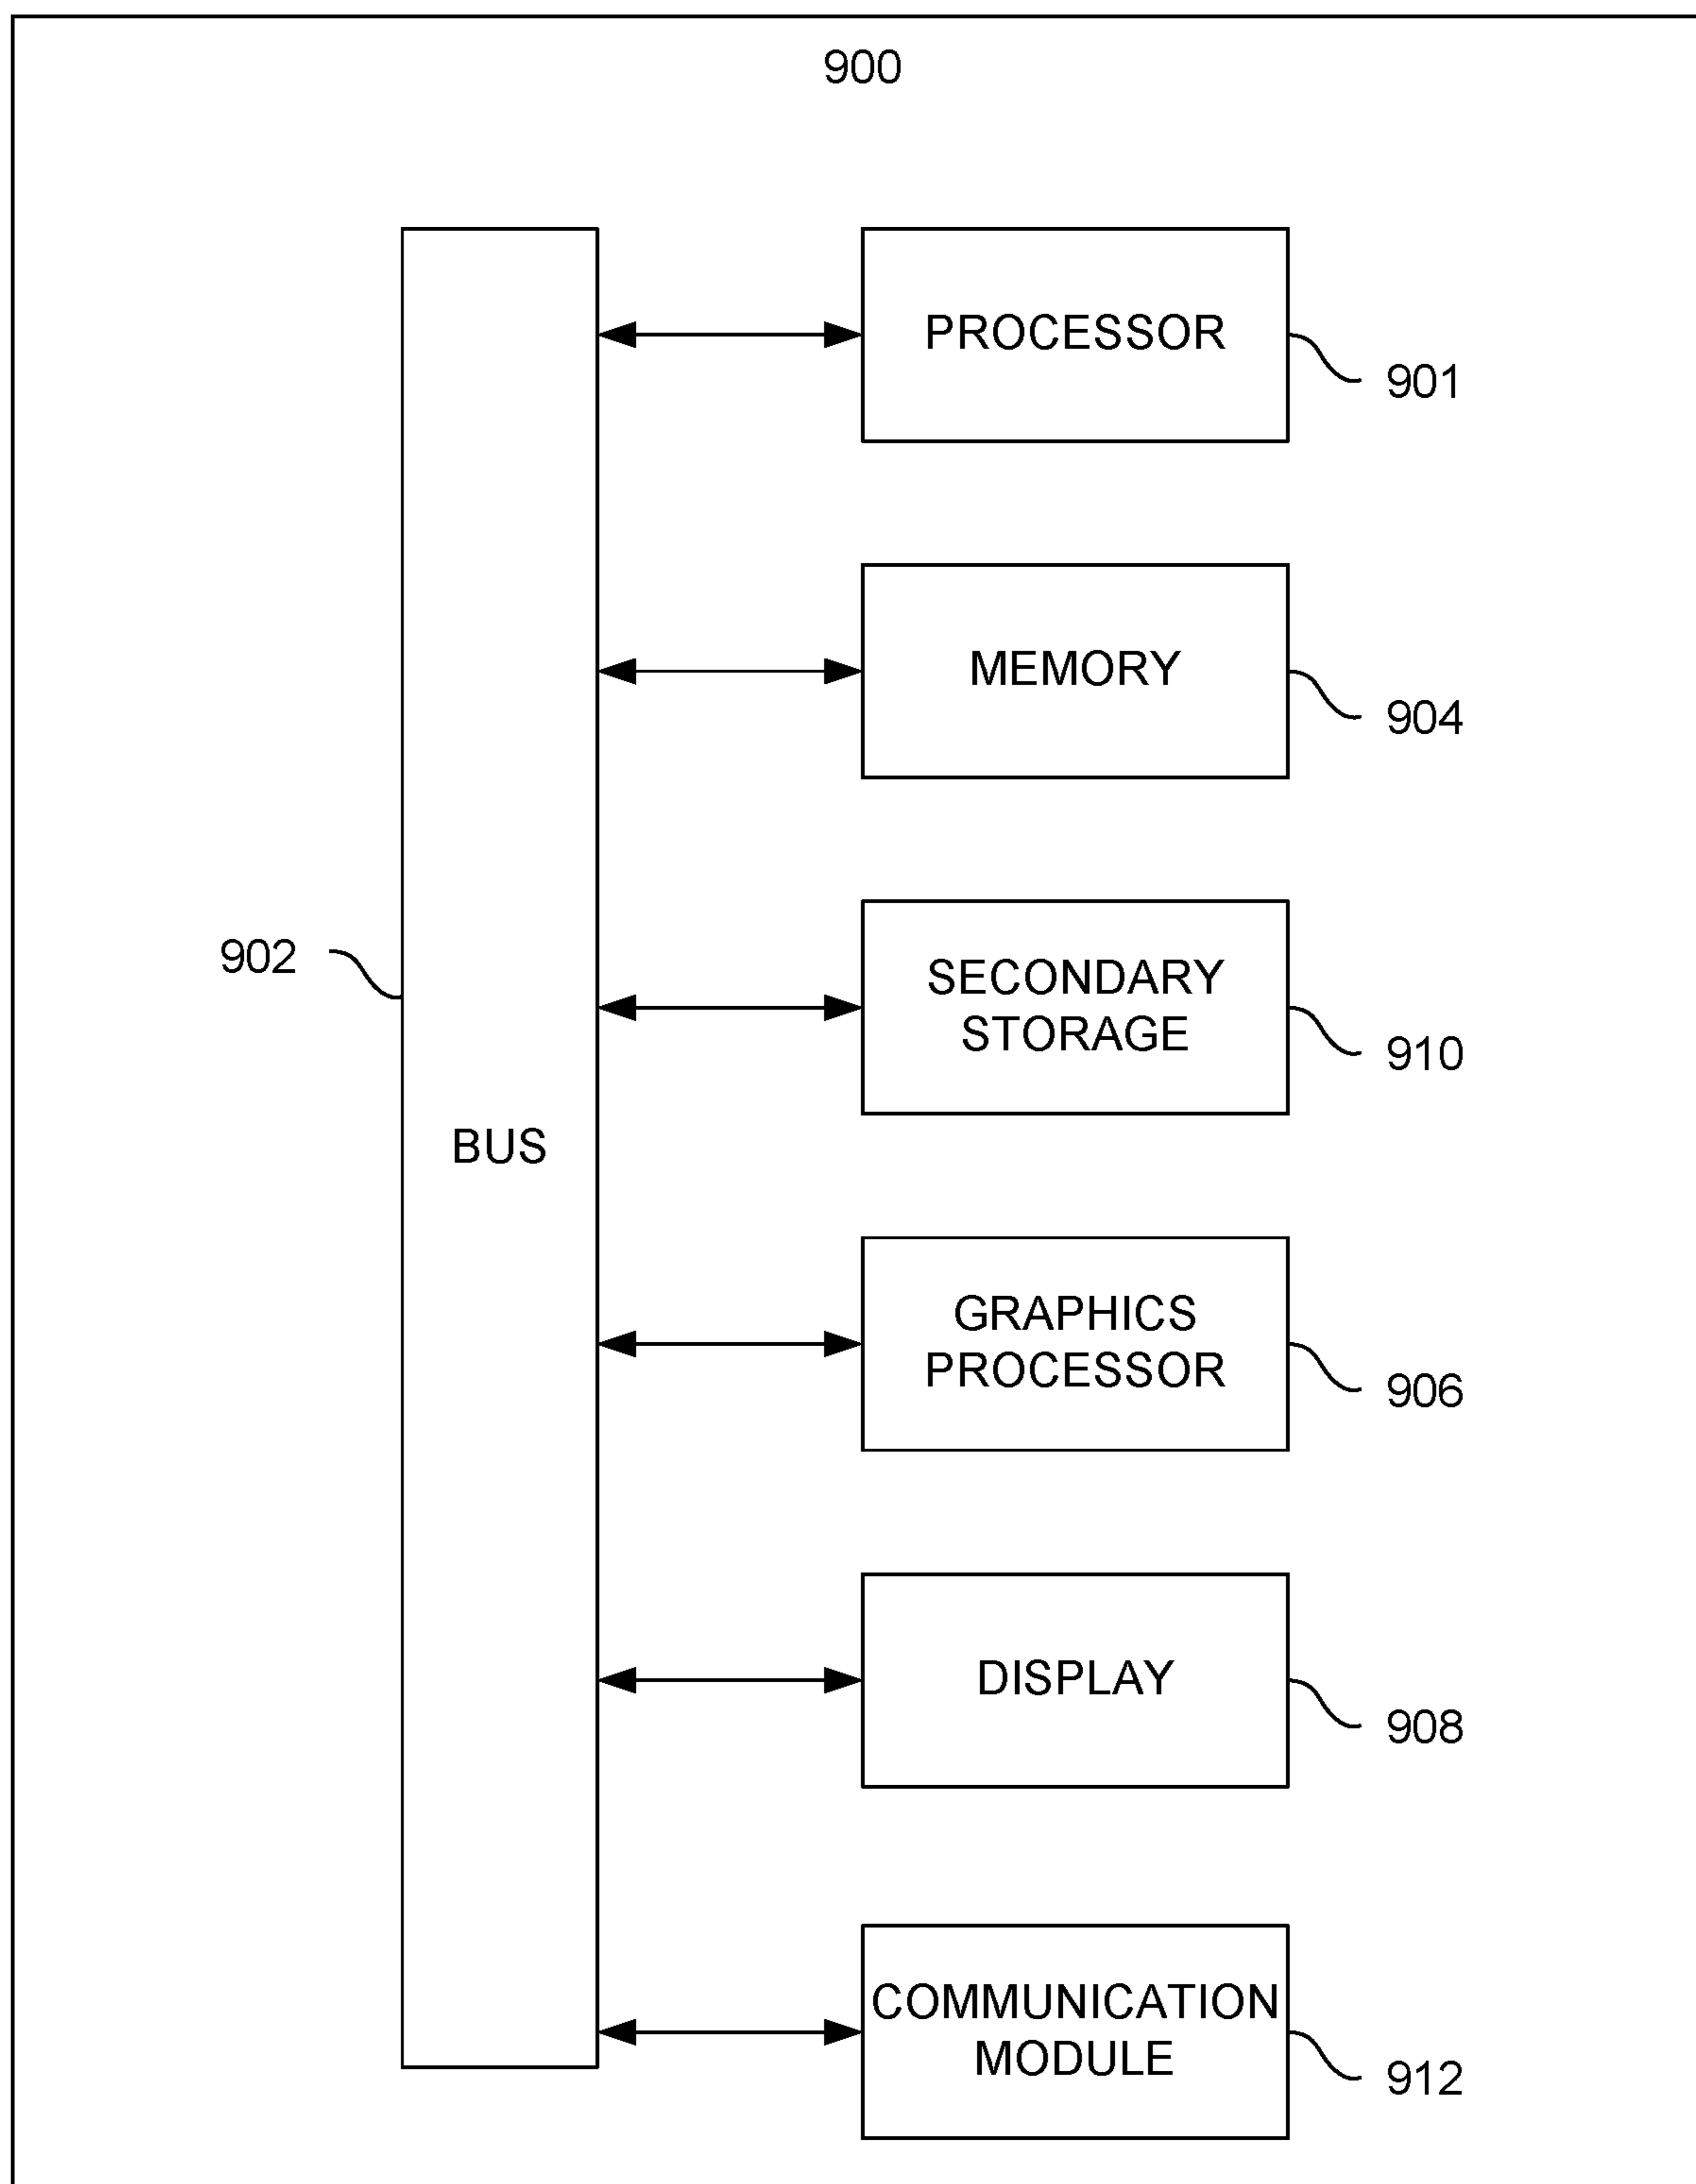 900
PROCESSOR
901
MEMORY
904
902
SECONDARY
STORAGE
910
BUS
GRAPHICS
PROCESSOR
906
DISPLAY
908
COMMUNICATION
MODULE
912